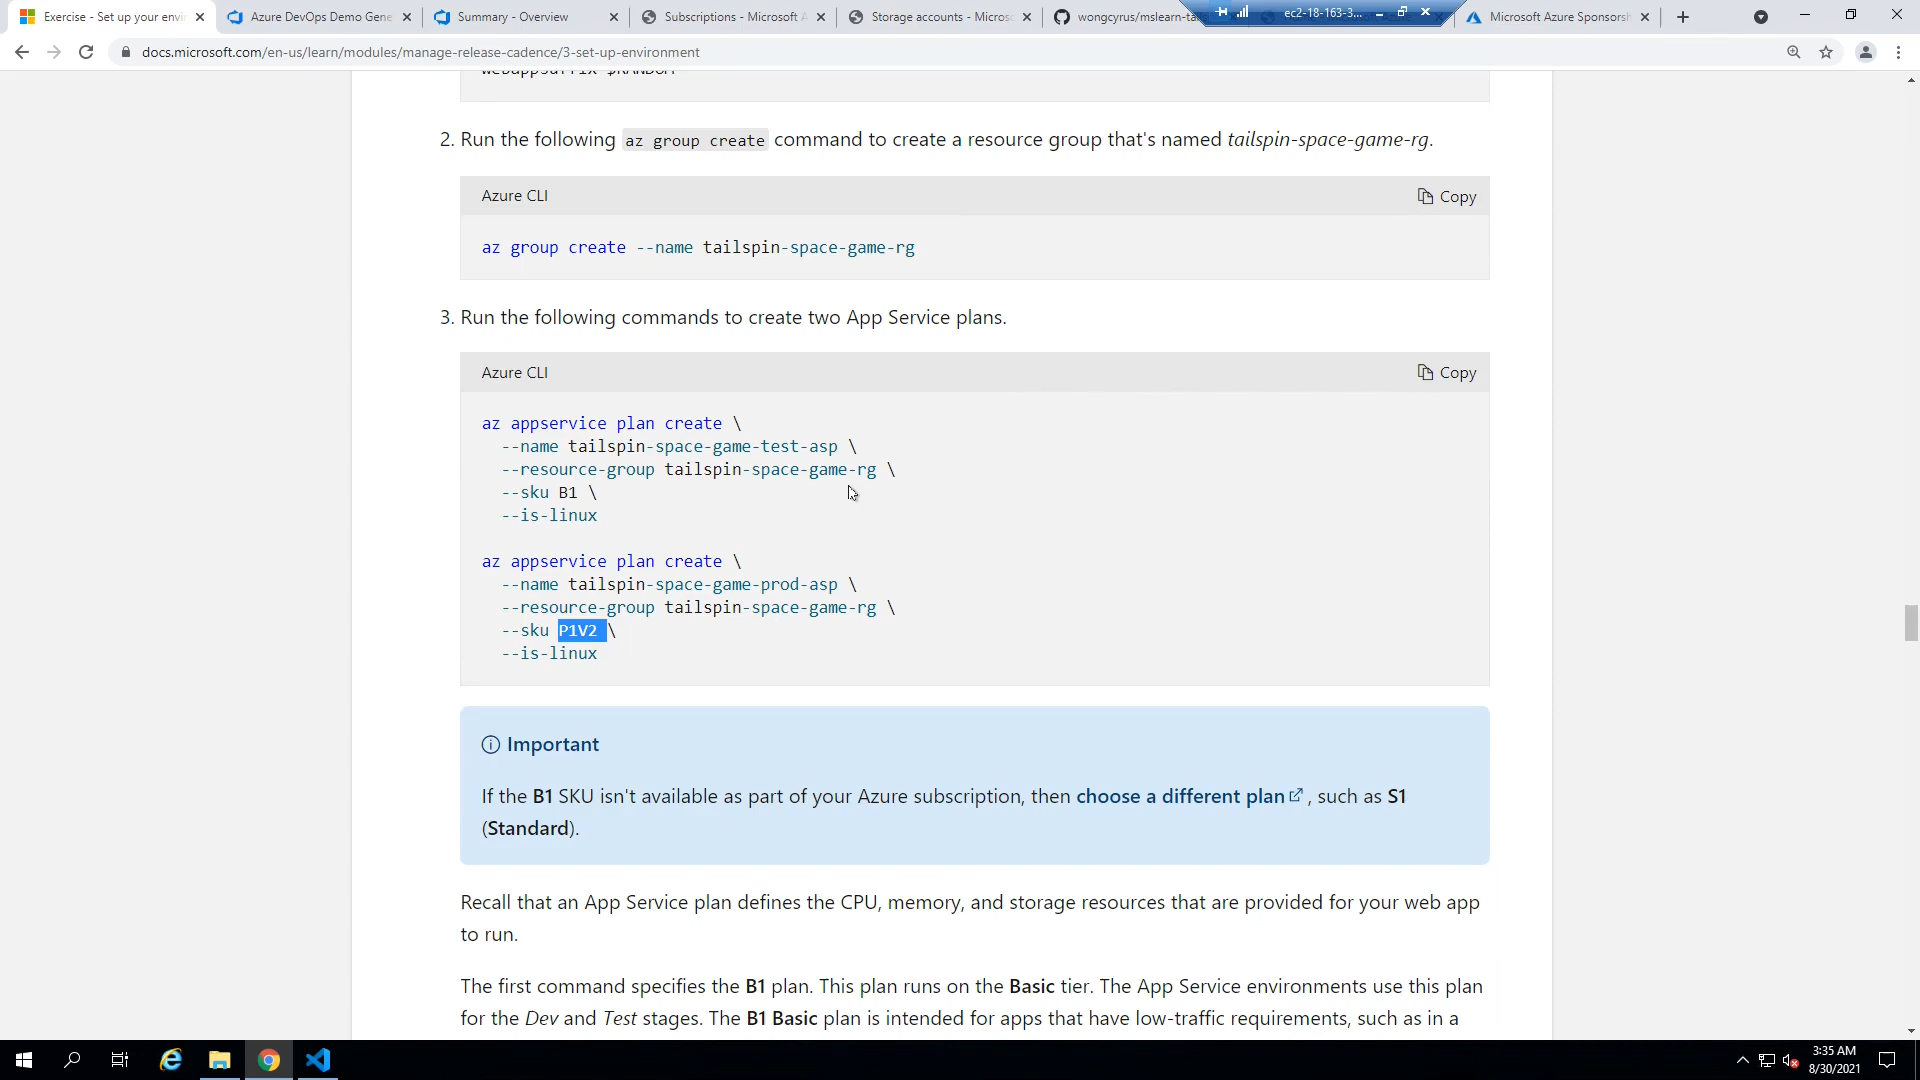 Exercise - Set up your envi
Azure DevOps Demo Gene
Summary - Overview
Subscriptions - Microsoft A
Storage accounts - Micros
wongcyrus/mslearn-tails
ec2-18-163-3...
Microsoft Azure Sponsorsh
docs.microsoft.com/en-us/learn/modules/manage-release-cadence/3-set-up-environment
2. Run the following az group create command to create a resource group that's named tailspin-space-game-rg.
Azure CLI
Copy
az group create --name tailspin-space-game-rg
3. Run the following commands to create two App Service plans.
Azure CLI
Copy
az appservice plan create \
--name tailspin-space-game-test-asp \
--resource-group tailspin-space-game-rg \
--sku B1 \
--is-linux
az appservice plan create \
--name tailspin-space-game-prod-asp \
--resource-group tailspin-space-game-rg \
--sku P1V2 \
--is-linux
Important
If the B1 SKU isn't available as part of your Azure subscription, then choose a different plan , such as S1
(Standard).
Recall that an App Service plan defines the CPU, memory, and storage resources that are provided for your web app
to run.
The first command specifies the B1 plan. This plan runs on the Basic tier. The App Service environments use this plan
for the Dev and Test stages. The B1 Basic plan is intended for apps that have low-traffic requirements, such as in a
3:35 AM
8/30/2021